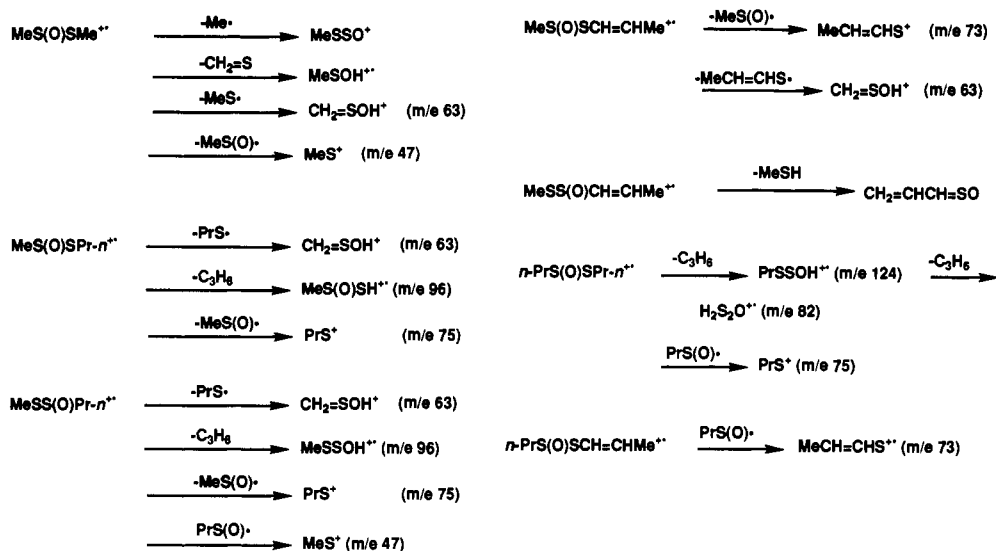 MeS(O)SMe⁺· -Me• MeSSO⁺
-CH₂=S MeSOH⁺·
-MeS• CH₂=SOH⁺ (m/e 63)
-MeS(O)• MeS⁺ (m/e 47)
MeS(O)SPr-n⁺· -PrS• CH₂=SOH⁺ (m/e 63)
-C₃H₆ MeS(O)SH⁺· (m/e 96)
-MeS(O)• PrS⁺ (m/e 75)
MeSS(O)Pr-n⁺· -PrS• CH₂=SOH⁺ (m/e 63)
-C₃H₆ MeSSOH⁺· (m/e 96)
-MeS(O)• PrS⁺ (m/e 75)
PrS(O)• MeS⁺ (m/e 47)
MeS(O)SCH=CHMe⁺· -MeS(O)• MeCH=CHS⁺ (m/e 73)
-MeCH=CHS• CH₂=SOH⁺ (m/e 63)
MeSS(O)CH=CHMe⁺· -MeSH CH₂=CHCH=SO
n-PrS(O)SPr-n⁺· -C₃H₆ PrSSOH⁺· (m/e 124) -C₃H₆
H₂S₂O⁺· (m/e 82)
PrS(O)• PrS⁺ (m/e 75)
n-PrS(O)SCH=CHMe⁺· PrS(O)• MeCH=CHS⁺· (m/e 73)